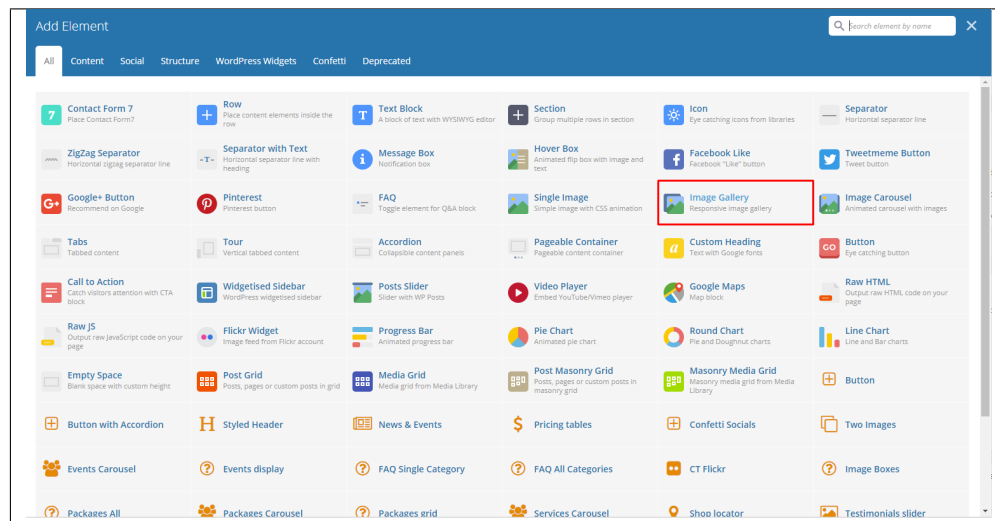 Add Element
Search element by name
All Content Social Structure WordPress Widgets Confetti Deprecated
7 Contact Form 7
Place Contact Form7
Row
Place content elements inside the
row
T Text Block
A block of text with WYSIWYG editor
Section
Group multiple rows in section
Icon
Eye catching icons from libraries
Separator
Horizontal separator line
ZigZag Separator
Horizontal zigzag separator line
-T- Separator with Text
Horizontal separator line with
heading
i Message Box
Notification box
Hover Box
Animated flip box with image and
text
f Facebook Like
Facebook "Like" button
Tweetmeme Button
Tweet button
G+ Google+ Button
Recommend on Google
Pinterest
Pinterest button
FAQ
Toggle element for Q&A block
Single Image
Simple image with CSS animation
Image Gallery
Responsive image gallery
Image Carousel
Animated carousel with images
Tabs
Tabbed content
Tour
Vertical tabbed content
Accordion
Collapsible content panels
Pageable Container
Pageable content container
a Custom Heading
Text with Google fonts
GO Button
Eye catching button
Call to Action
Catch visitors attention with CTA
block
Widgetised Sidebar
WordPress widgetised sidebar
Posts Slider
Slider with WP Posts
Video Player
Embed YouTube/Vimeo player
Google Maps
Map block
Raw HTML
Output raw HTML code on your
page
Raw JS
Output raw JavaScript code on your
page
Flickr Widget
Image feed from Flickr account
Progress Bar
Animated progress bar
Pie Chart
Animated pie chart
Round Chart
Pie and Doughnut charts
Line Chart
Line and Bar charts
Empty Space
Blank space with custom height
Post Grid
Posts, pages or custom posts in grid
Media Grid
Media grid from Media Library
Post Masonry Grid
Posts, pages or custom posts in
masonry grid
Masonry Media Grid
Masonry media grid from Media
Library
Button
Button with Accordion
H Styled Header
News & Events
$ Pricing tables
Confetti Socials
Two Images
Events Carousel
? Events display
? FAQ Single Category
? FAQ All Categories
CT Flickr
? Image Boxes
? Packages All
Packages Carousel
? Packages grid
Services Carousel
Shop locator
Testimonials slider